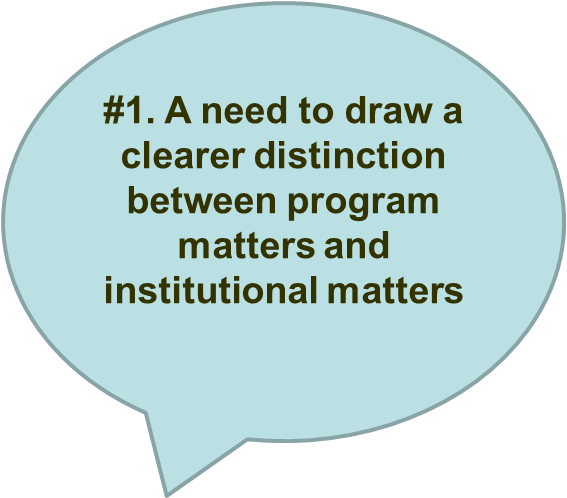 #1. A need to draw a
clearer distinction
between program
matters and
institutional matters